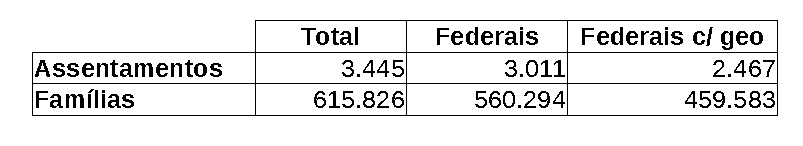 Total Federais Federais c/ geo
Assentamentos 3.445 3.011 2.467
Famílias 615.826 560.294 459.583